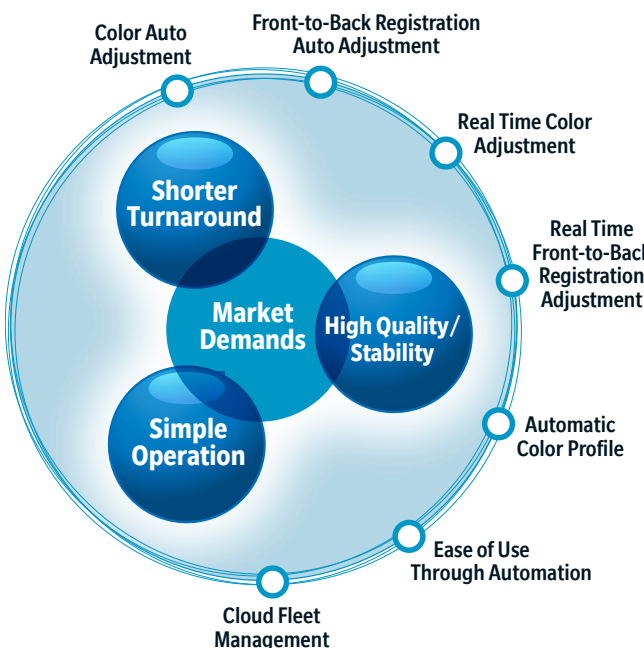 Color Auto
Adjustment
Front-to-Back Registration
Auto Adjustment
Real Time Color
Adjustment
Real Time
Front-to-Back
Registration
Adjustment
Automatic
Color Profile
Ease of Use
Through Automation
Cloud Fleet
Management
Shorter
Turnaround
Market
Demands
High Quality/
Stability
Simple
Operation